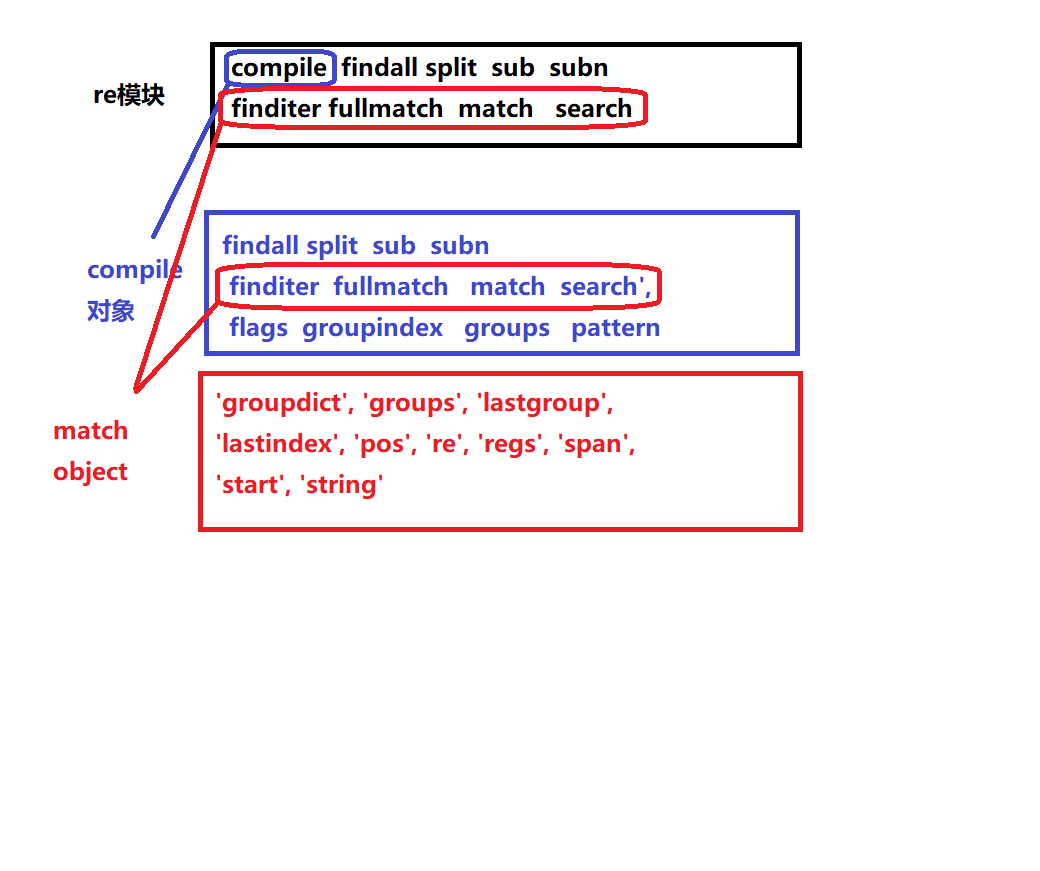 compile findall split sub subn
re模块
finditer fullmatch match search
findall split sub subn
compile
对象
finditer fullmatch match search',
flags groupindex groups pattern
'groupdict', 'groups', 'lastgroup',
'lastindex', 'pos', 're', 'regs', 'span',
'start', 'string'
match
object